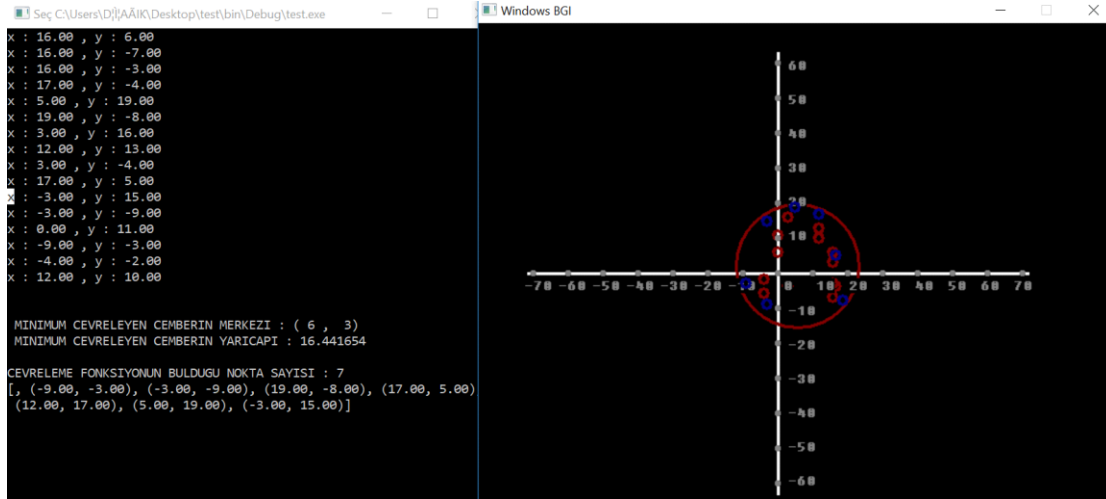 Seç C:\Users\D¦Ï¦AÃIK\Desktop\test\bin\Debug\test.exe
x : 16.00 , y : 6.00
x : 16.00 , y : -7.00
x : 16.00 , y : -3.00
x : 17.00 , y : -4.00
x : 5.00 , y : 19.00
x : 19.00 , y : -8.00
x : 3.00 , y : 16.00
x : 12.00 , y : 13.00
x : 3.00 , y : -4.00
x : 17.00 , y : 5.00
x : -3.00 , y : 15.00
x : -3.00 , y : -9.00
x : 0.00 , y : 11.00
x : -9.00 , y : -3.00
x : -4.00 , y : -2.00
x : 12.00 , y : 10.00
MINIMUM CEVRELEYEN CEMBERIN MERKEZI : ( 6 , 3)
MINIMUM CEVRELEYEN CEMBERIN YARICAPI : 16.441654
CEVRELEME FONKSIYONUN BULDUGU NOKTA SAYISI : 7
[, (-9.00, -3.00), (-3.00, -9.00), (19.00, -8.00), (17.00, 5.00)
(12.00, 17.00), (5.00, 19.00), (-3.00, 15.00)]
Windows BGI
60
50
40
30
20
10
-70 -60 -50 -40 -30 -20 -10 0 10 20 30 40 50 60 70
-10
-20
-30
-40
-50
-60